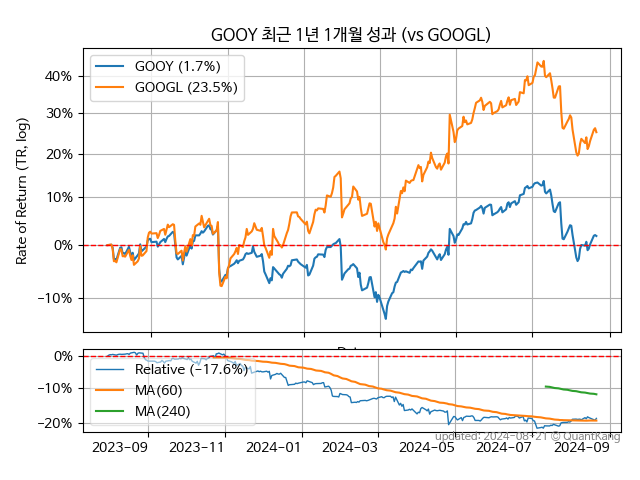 GOOY 최근 1년 1개월 성과 (vs GOOGL)
GOOY (1.7%)
GOOGL (23.5%)
Rate of Return (TR, log)
40%
30%
20%
10%
0%
−10%
0%
−10%
−20%
Relative (−17.6%)
MA(60)
MA(240)
updated: 2024-08-21 © QuantKang
2023−09
2023−11
2024−01
2024−03
2024−05
2024−07
2024−09